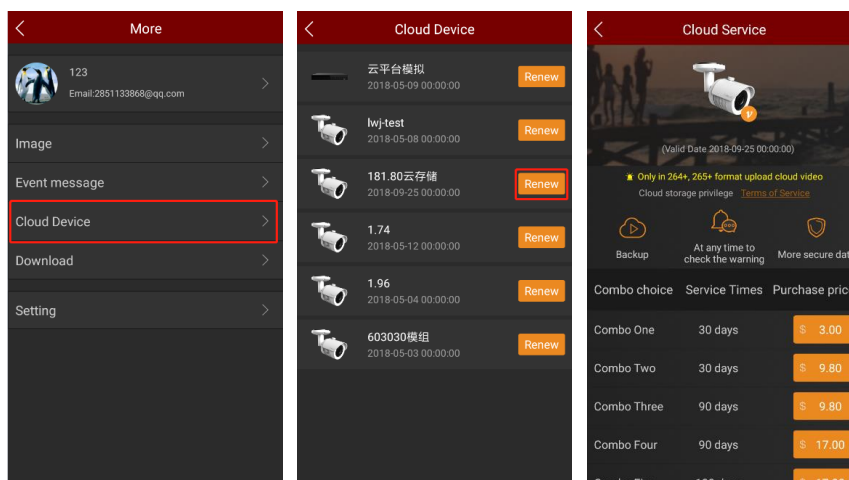 More
123
Email:2851133868@qq.com
Image
Event message
Cloud Device
Download
Setting
Cloud Device
云平台模拟
2018-05-09 00:00:00
Renew
lwj-test
2018-05-08 00:00:00
Renew
181.80云存储
2018-09-25 00:00:00
Renew
1.74
2018-05-12 00:00:00
Renew
1.96
2018-05-04 00:00:00
Renew
603030模组
2018-05-03 00:00:00
Renew
Cloud Service
(Valid Date 2018-09-25 00:00:00)
Only in 264+, 265+ format upload cloud video
Cloud storage privilege Terms of Service
Backup
At any time to
check the warning
More secure dat
Combo choice Service Times Purchase pric
Combo One 30 days $ 3.00
Combo Two 30 days $ 9.80
Combo Three 90 days $ 9.80
Combo Four 90 days $ 17.00